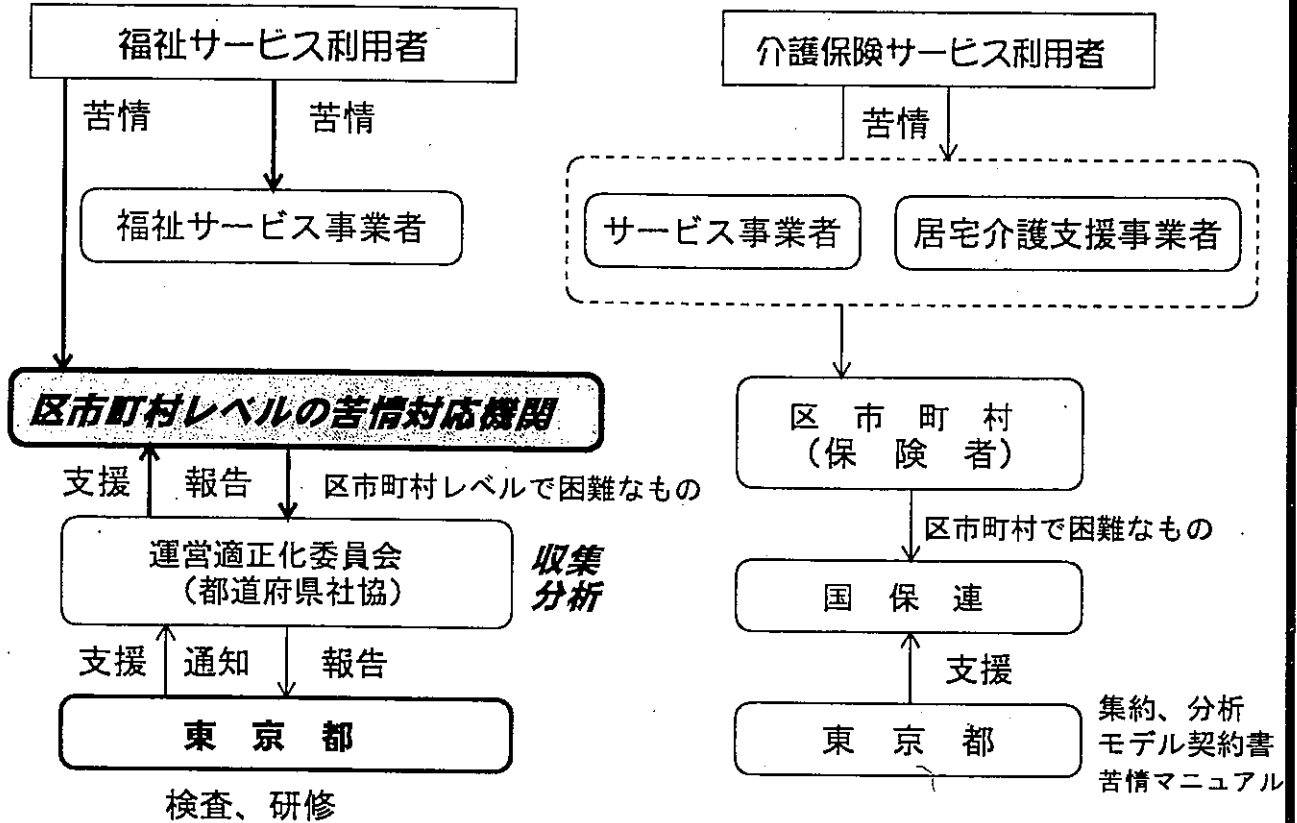 福祉サービス利用者
苦情
苦情
福祉サービス事業者
区市町村レベルの苦情対応機関
支援
報告
区市町村レベルで困難なもの
運営適正化委員会
（都道府県社協）
収集
分析
支援
通知
報告
東京都
検査、研修
介護保険サービス利用者
苦情
サービス事業者
居宅介護支援事業者
区市町村
（保険者）
区市町村で困難なもの
国保連
支援
東京都
集約、分析
モデル契約書
苦情マニュアル